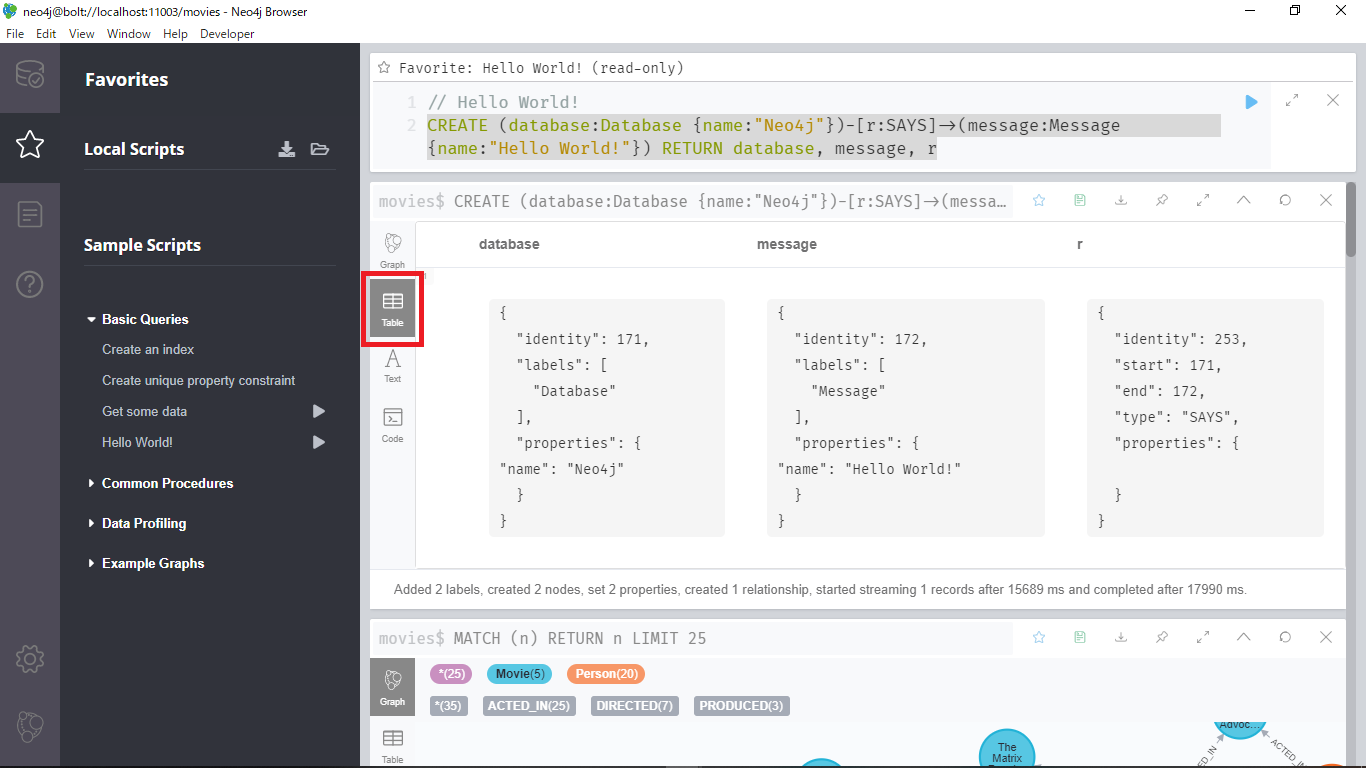 neo4j@bolt://localhost:11003/movies - Neo4j Browser
File Edit View Window Help Developer
Favorites
Local Scripts
Sample Scripts
Basic Queries
Create an index
Create unique property constraint
Get some data
Hello World!
Common Procedures
Data Profiling
Example Graphs
Favorite: Hello World! (read-only)
1 // Hello World!
2 CREATE (database:Database {name:"Neo4j"})-[r:SAYS]->(message:Message
{name:"Hello World!"}) RETURN database, message, r
movies$ CREATE (database:Database {name:"Neo4j"})-[r:SAYS]->(messa…
Graph
Table
Text
Code
database message r
{ { {
"identity": 171, "identity": 172, "identity": 253,
"labels": [ "labels": [ "start": 171,
"Database" "Message" "end": 172,
], ], "type": "SAYS",
"properties": { "properties": { "properties": {
"name": "Neo4j" "name": "Hello World!"
} } }
} } }
Added 2 labels, created 2 nodes, set 2 properties, created 1 relationship, started streaming 1 records after 15689 ms and completed after 17990 ms.
movies$ MATCH (n) RETURN n LIMIT 25
Graph
Table
*(25) Movie(5) Person(20)
*(35) ACTED_IN(25) DIRECTED(7) PRODUCED(3)
Advoc...
The
Matrix
ACTED_IN